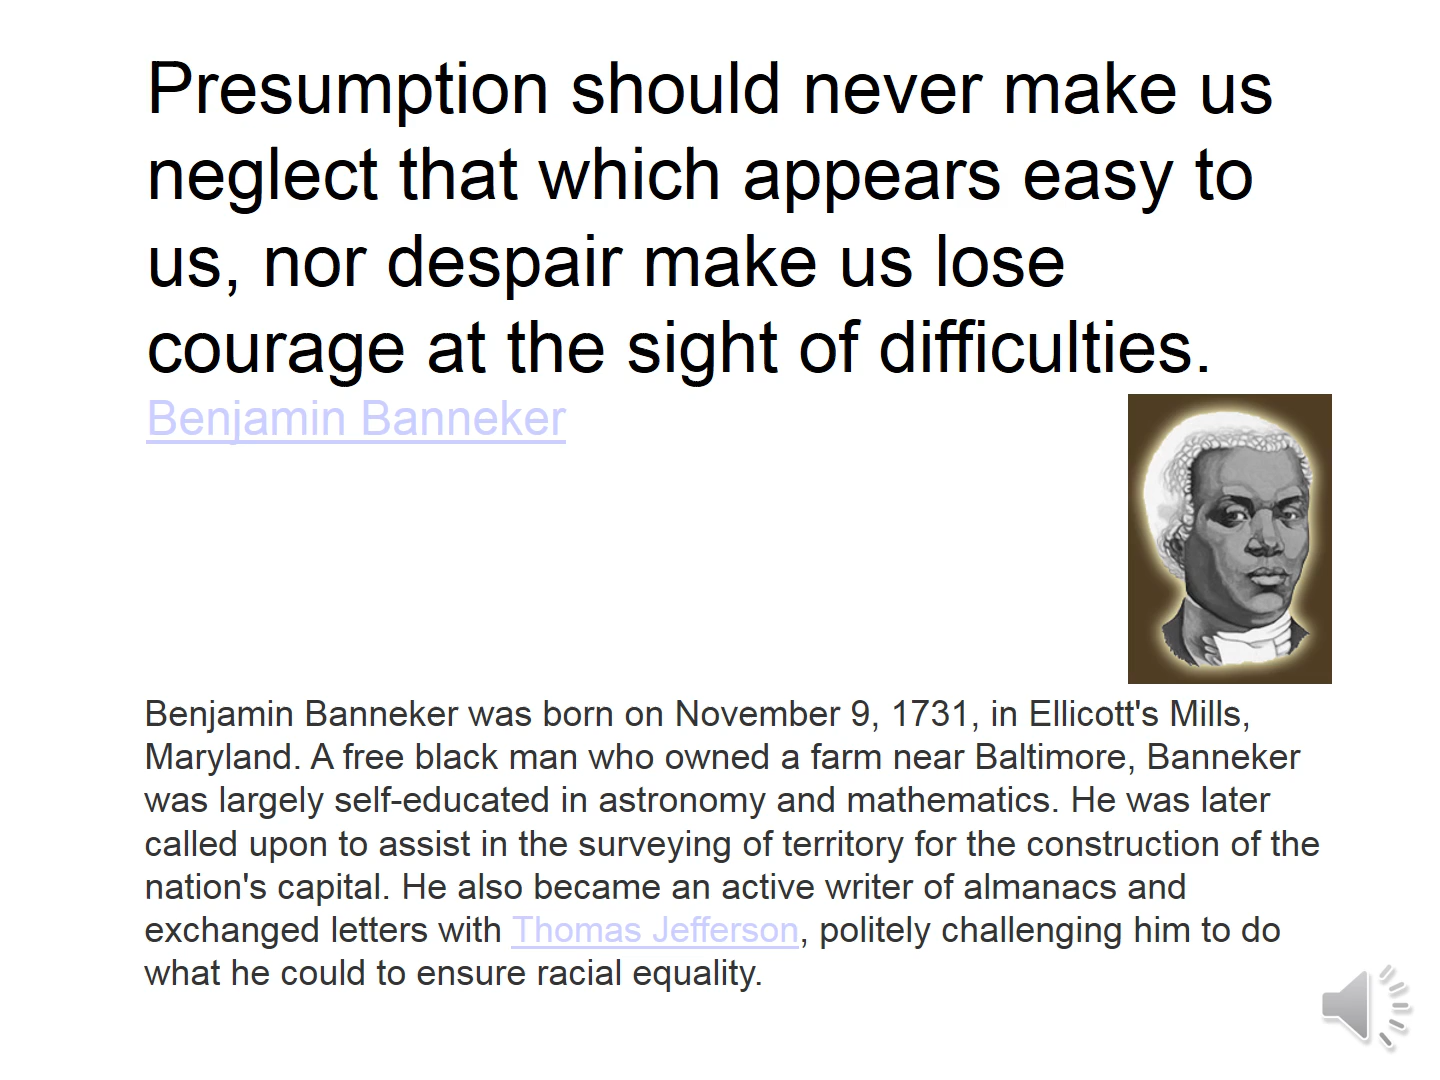 Presumption should never make us
neglect that which appears easy to
us, nor despair make us lose
courage at the sight of difficulties.
Benjamin Banneker
Benjamin Banneker was born on November 9, 1731, in Ellicott's Mills,
Maryland. A free black man who owned a farm near Baltimore, Banneker
was largely self-educated in astronomy and mathematics. He was later
called upon to assist in the surveying of territory for the construction of the
nation's capital. He also became an active writer of almanacs and
exchanged letters with Thomas Jefferson, politely challenging him to do
what he could to ensure racial equality.